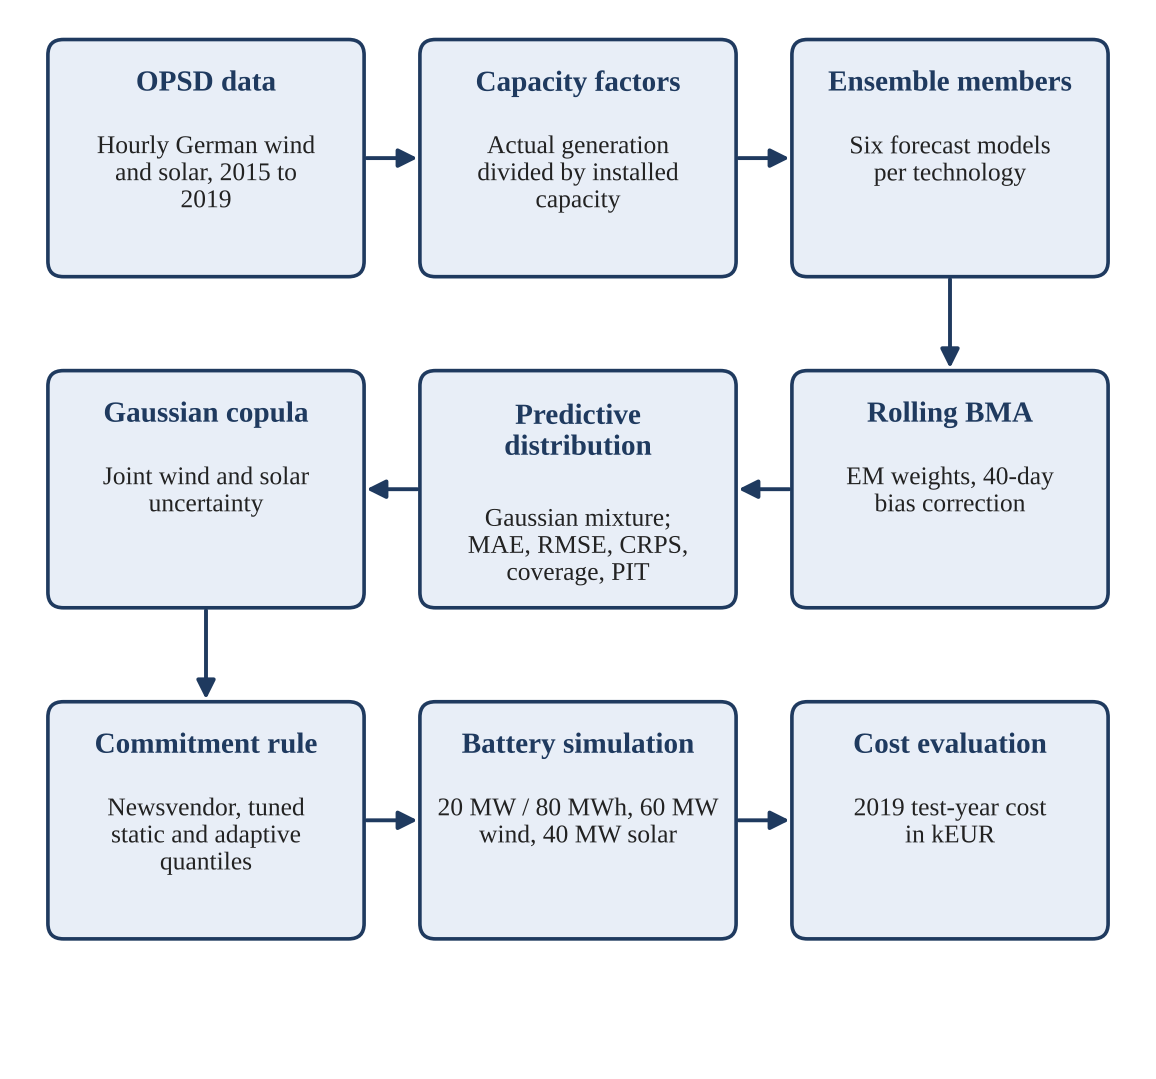 OPSD data
Hourly German wind
and solar, 2015 to
2019
Capacity factors
Actual generation
divided by installed
capacity
Ensemble members
Six forecast models
per technology
Gaussian copula
Joint wind and solar
uncertainty
Predictive
distribution
Gaussian mixture;
MAE, RMSE, CRPS,
coverage, PIT
Rolling BMA
EM weights, 40-day
bias correction
Commitment rule
Newsvendor, tuned
static and adaptive
quantiles
Battery simulation
20 MW / 80 MWh, 60 MW
wind, 40 MW solar
Cost evaluation
2019 test-year cost
in kEUR